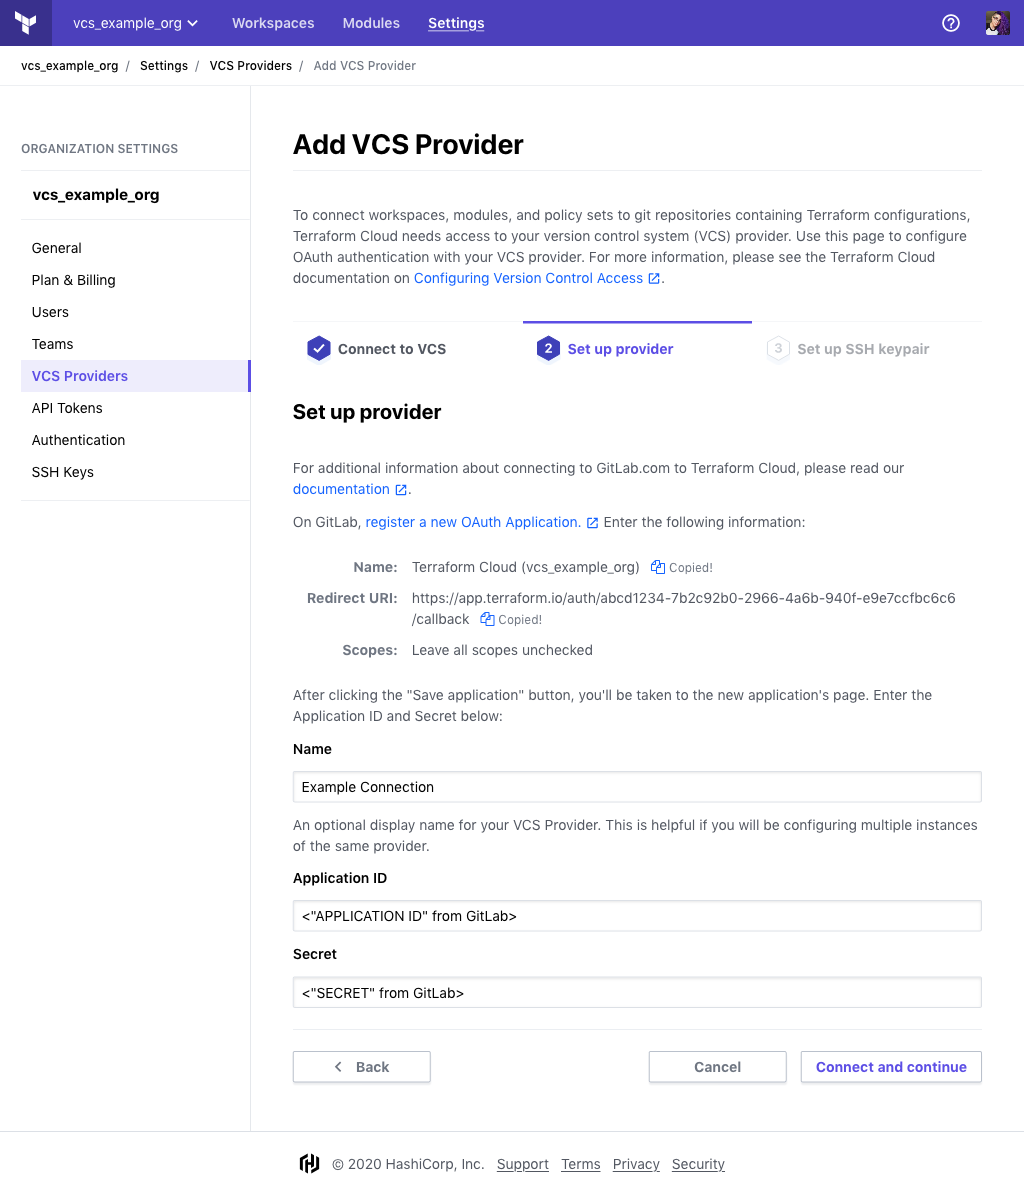 vcs_example_org Workspaces Modules Settings
vcs_example_org / Settings / VCS Providers / Add VCS Provider
ORGANIZATION SETTINGS
vcs_example_org
General
Plan & Billing
Users
Teams
VCS Providers
API Tokens
Authentication
SSH Keys
Add VCS Provider
To connect workspaces, modules, and policy sets to git repositories containing Terraform configurations,
Terraform Cloud needs access to your version control system (VCS) provider. Use this page to configure
OAuth authentication with your VCS provider. For more information, please see the Terraform Cloud
documentation on Configuring Version Control Access.
Connect to VCS 2 Set up provider 3 Set up SSH keypair
Set up provider
For additional information about connecting to GitLab.com to Terraform Cloud, please read our
documentation.
On GitLab, register a new OAuth Application. Enter the following information:
Name: Terraform Cloud (vcs_example_org) Copied!
Redirect URI: https://app.terraform.io/auth/abcd1234-7b2c92b0-2966-4a6b-940f-e9e7ccfbc6c6
/callback Copied!
Scopes: Leave all scopes unchecked
After clicking the "Save application" button, you'll be taken to the new application's page. Enter the
Application ID and Secret below:
Name
Example Connection
An optional display name for your VCS Provider. This is helpful if you will be configuring multiple instances
of the same provider.
Application ID
<"APPLICATION ID" from GitLab>
Secret
<"SECRET" from GitLab>
Back Cancel Connect and continue
© 2020 HashiCorp, Inc. Support Terms Privacy Security